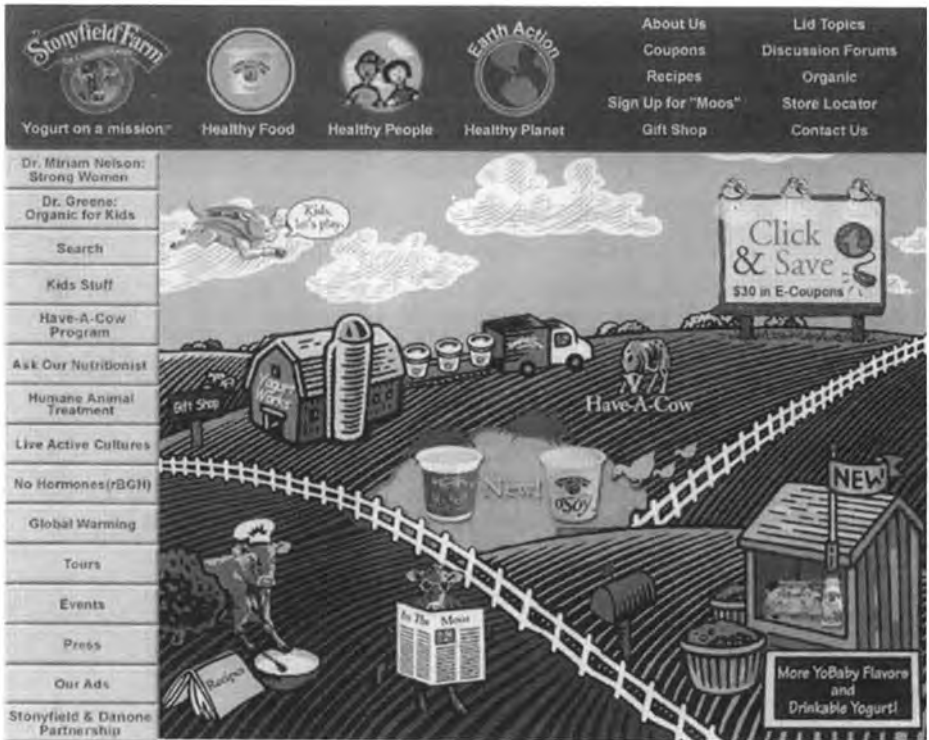 Stonyfield Farm
Yogurt on a mission.™
Healthy Food
Healthy People
Earth Action
Healthy Planet
About Us
Coupons
Recipes
Sign Up for "Moos"
Gift Shop
Lid Topics
Discussion Forums
Organic
Store Locator
Contact Us
Dr. Miriam Nelson:
Strong Women
Dr. Greene:
Organic for Kids
Search
Kids Stuff
Have-A-Cow
Program
Ask Our Nutritionist
Humane Animal
Treatment
Live Active Cultures
No Hormones(rBGH)
Global Warming
Tours
Events
Press
Our Ads
Stonyfield & Danone
Partnership
Kids,
let's play.
Click
& Save
$30 in E-Coupons
Yogurt
Works
Gift Shop
Have-A-Cow
New!
O'Soy
NEW
In The Moos
Recipes
More YoBaby Flavors
and
Drinkable Yogurt!